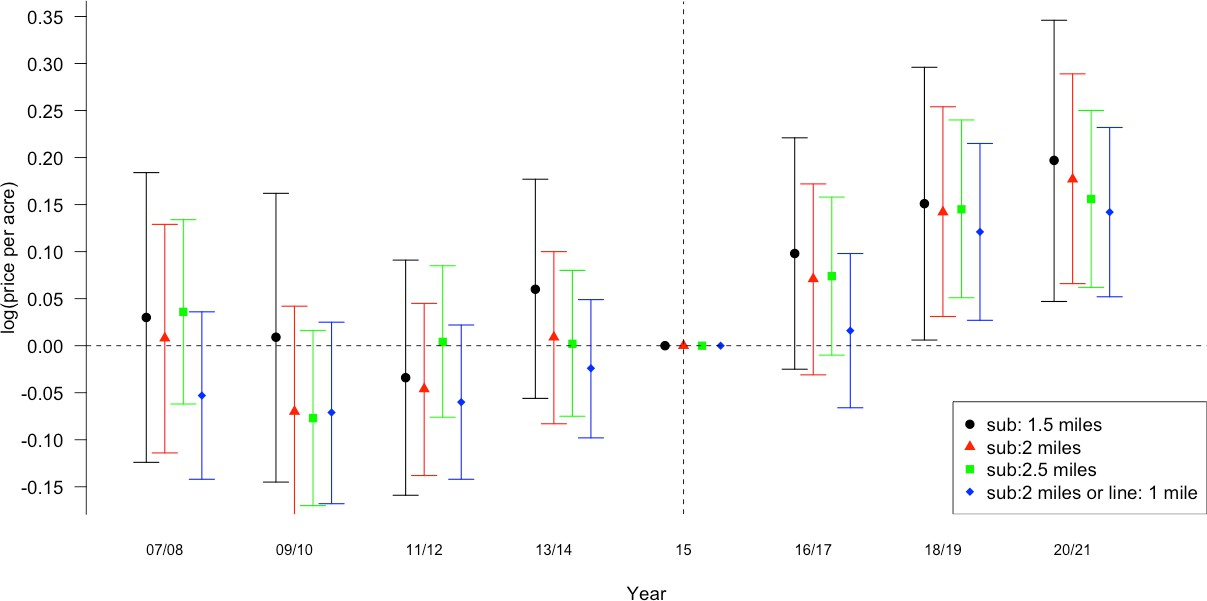 0.35
0.30
0.25
0.20
0.15
0.10
0.05
0.00
-0.05
-0.10
-0.15
log(price per acre)
sub: 1.5 miles
sub:2 miles
sub:2.5 miles
sub:2 miles or line: 1 mile
07/08 09/10 11/12 13/14 15 16/17 18/19 20/21
Year